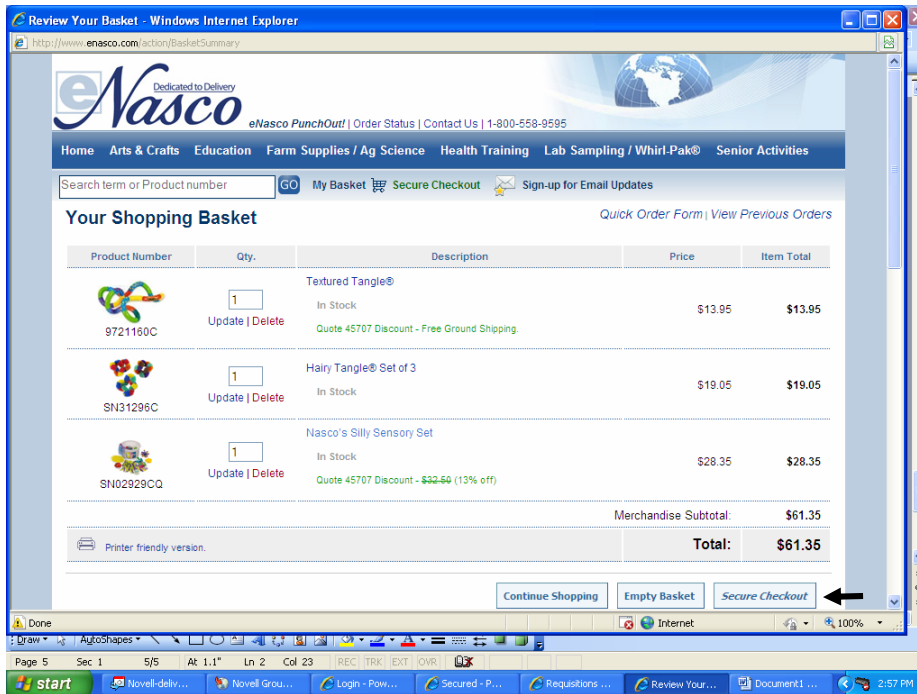 Review Your Basket - Windows Internet Explorer
http://www.enasco.com/action/BasketSummary
eNasco
Dedicated to Delivery
eNasco PunchOut! | Order Status | Contact Us | 1-800-558-9595
Home Arts & Crafts Education Farm Supplies / Ag Science Health Training Lab Sampling / Whirl-Pak® Senior Activities
Search term or Product number GO My Basket Secure Checkout Sign-up for Email Updates
Your Shopping Basket Quick Order Form | View Previous Orders
Product Number Qty. Description Price Item Total
Textured Tangle®
1 In Stock $13.95 $13.95
Update | Delete
9721160C Quote 45707 Discount - Free Ground Shipping.
Hairy Tangle® Set of 3
1 In Stock $19.05 $19.05
Update | Delete
SN31296C
Nasco's Silly Sensory Set
1 In Stock $28.35 $28.35
Update | Delete
SN02929CQ Quote 45707 Discount - $32.50 (13% off)
Merchandise Subtotal: $61.35
Printer friendly version. Total: $61.35
Continue Shopping Empty Basket Secure Checkout
Done Internet 100%
Draw AutoShapes
Page 5 Sec 1 5/5 At 1.1" Ln 2 Col 23 REC TRK EXT OVR
start Novell-deliv... Novell Grou... Login - Pow... Secured - P... Requisitions ... Review Your... Document1 ... 2:57 PM